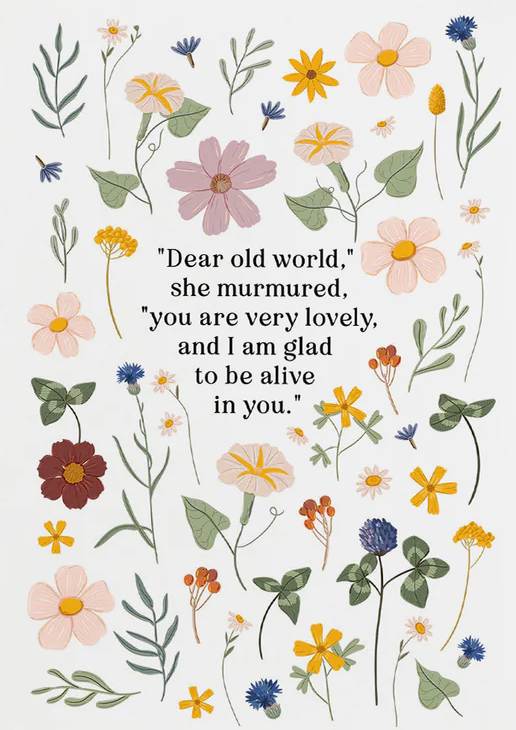 "Dear old world,"
she murmured,
"you are very lovely,
and I am glad
to be alive
in you."